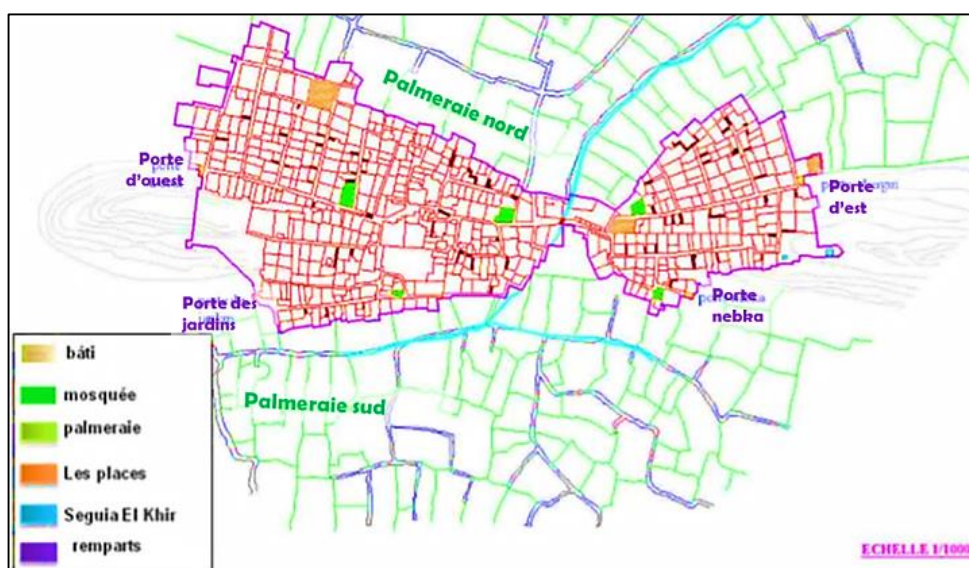 Palmeraie nord
Porte
d'ouest
Porte
d'est
Porte des
jardins
Porte
nebka
Palmeraie sud
bâti
mosquée
palmeraie
Les places
Seguia El Khir
remparts
ECHELLE 1/1000